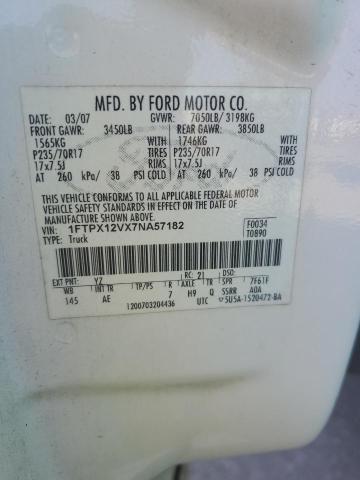 MFD. BY FORD MOTOR CO.
DATE: 03/07 GVWR: 7050LB/ 3198KG
FRONT GAWR: 3450LB REAR GAWR: 3850LB
1565KG WITH 1746KG WITH
P235/70R17 TIRES P235/70R17 TIRES
17x7.5J RIMS 17x7.5J RIMS
AT 260 kPa/ 38 PSI COLD AT 260 kPa/ 38 PSI COLD
THIS VEHICLE CONFORMS TO ALL APPLICABLE FEDERAL MOTOR
VEHICLE SAFETY STANDARDS IN EFFECT ON THE DATE
OF MANUFACTURE SHOWN ABOVE.
VIN: 1FTPX12VX7NA57182 F0034
TYPE: Truck T0890
EXT PNT: YZ RC: 21 DSO:
WB INT TR TP/PS R AXLE TR SPR 7F61F
145 AE 7 H9 Q SSRR A0A
1200703204436 UTC 5U5A-1520472-BA